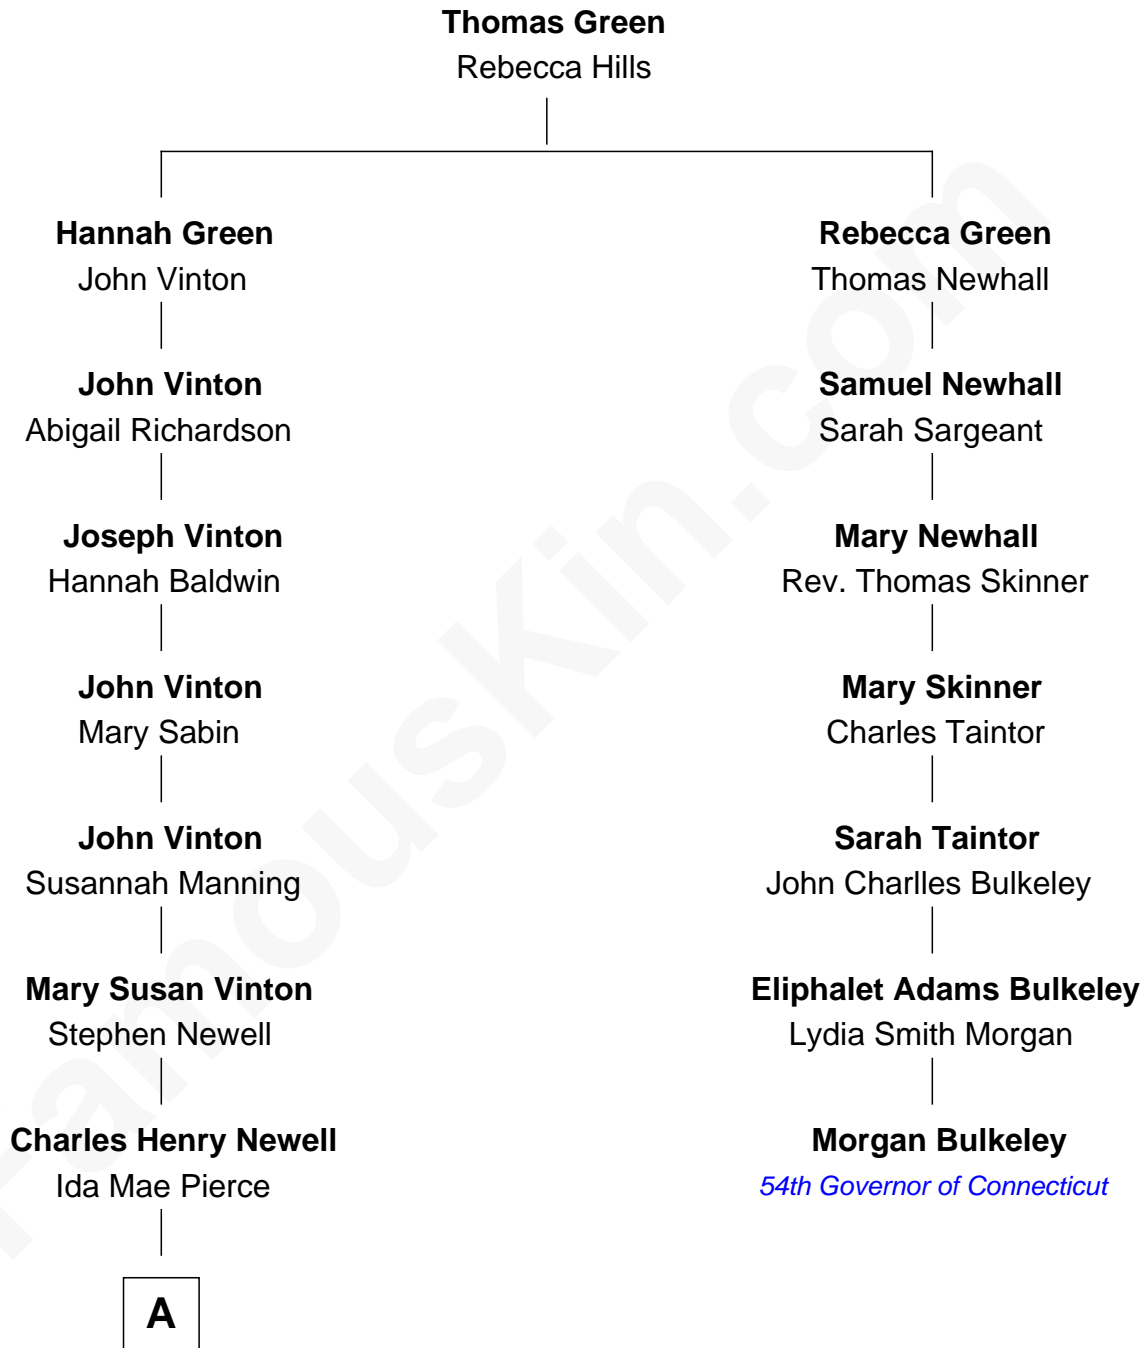 Thomas Green
Rebecca Hills
Hannah Green
John Vinton
Rebecca Green
Thomas Newhall
John Vinton
Abigail Richardson
Samuel Newhall
Sarah Sargeant
Joseph Vinton
Hannah Baldwin
Mary Newhall
Rev. Thomas Skinner
John Vinton
Mary Sabin
Mary Skinner
Charles Taintor
John Vinton
Susannah Manning
Sarah Taintor
John Charlles Bulkeley
Mary Susan Vinton
Stephen Newell
Eliphalet Adams Bulkeley
Lydia Smith Morgan
Charles Henry Newell
Ida Mae Pierce
Morgan Bulkeley
54th Governor of Connecticut
A
FamousKin.com